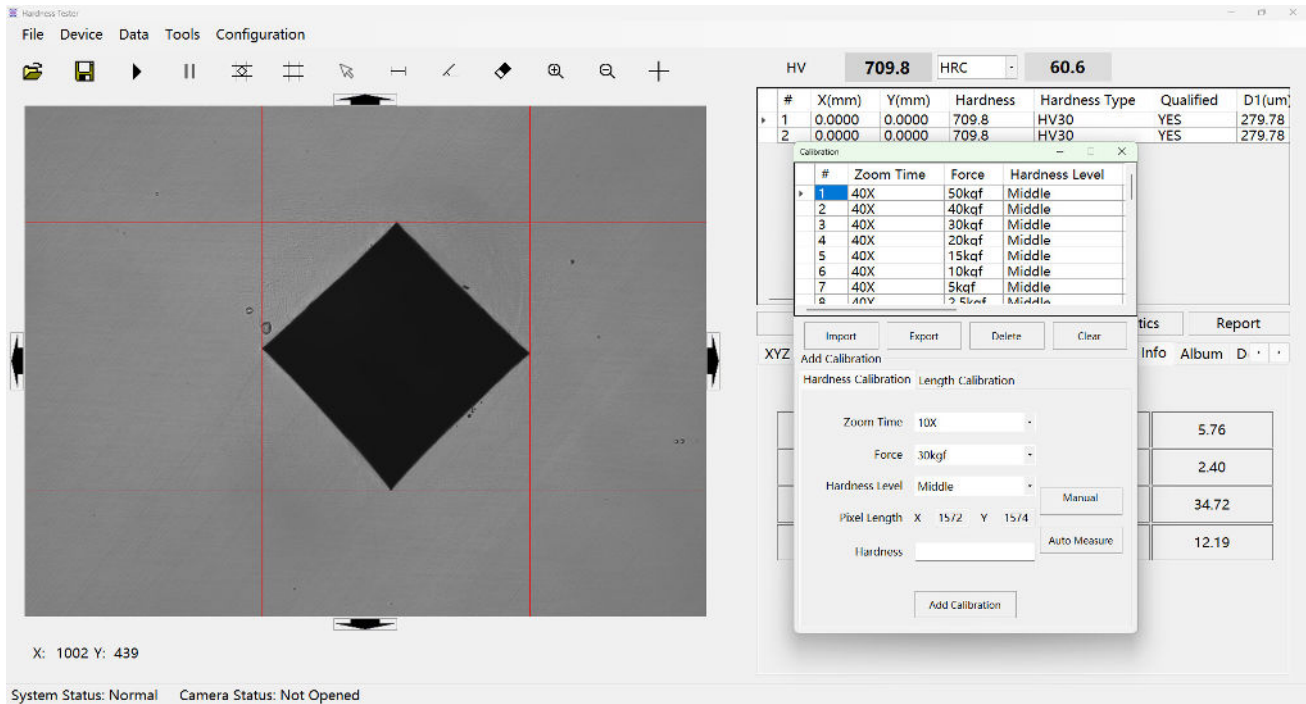 Hardness Tester
File Device Data Tools Configuration
HV 709.8 HRC 60.6
# X(mm) Y(mm) Hardness Hardness Type Qualified D1(um)
1 0.0000 0.0000 709.8 HV30 YES 279.78
2 0.0000 0.0000 709.8 HV30 YES 279.78
Calibration
# Zoom Time Force Hardness Level
1 40X 50kgf Middle
2 40X 40kgf Middle
3 40X 30kgf Middle
4 40X 20kgf Middle
5 40X 15kgf Middle
6 40X 10kgf Middle
7 40X 5kgf Middle
8 40X 2.5kgf Middle
tics Report
Import Export Delete Clear
XYZ Info Album D
Add Calibration
Hardness Calibration Length Calibration
Zoom Time 10X
Force 30kgf
Hardness Level Middle
Manual
Pixel Length X 1572 Y 1574
Auto Measure
Hardness
Add Calibration
5.76
2.40
34.72
12.19
X: 1002 Y: 439
System Status: Normal Camera Status: Not Opened